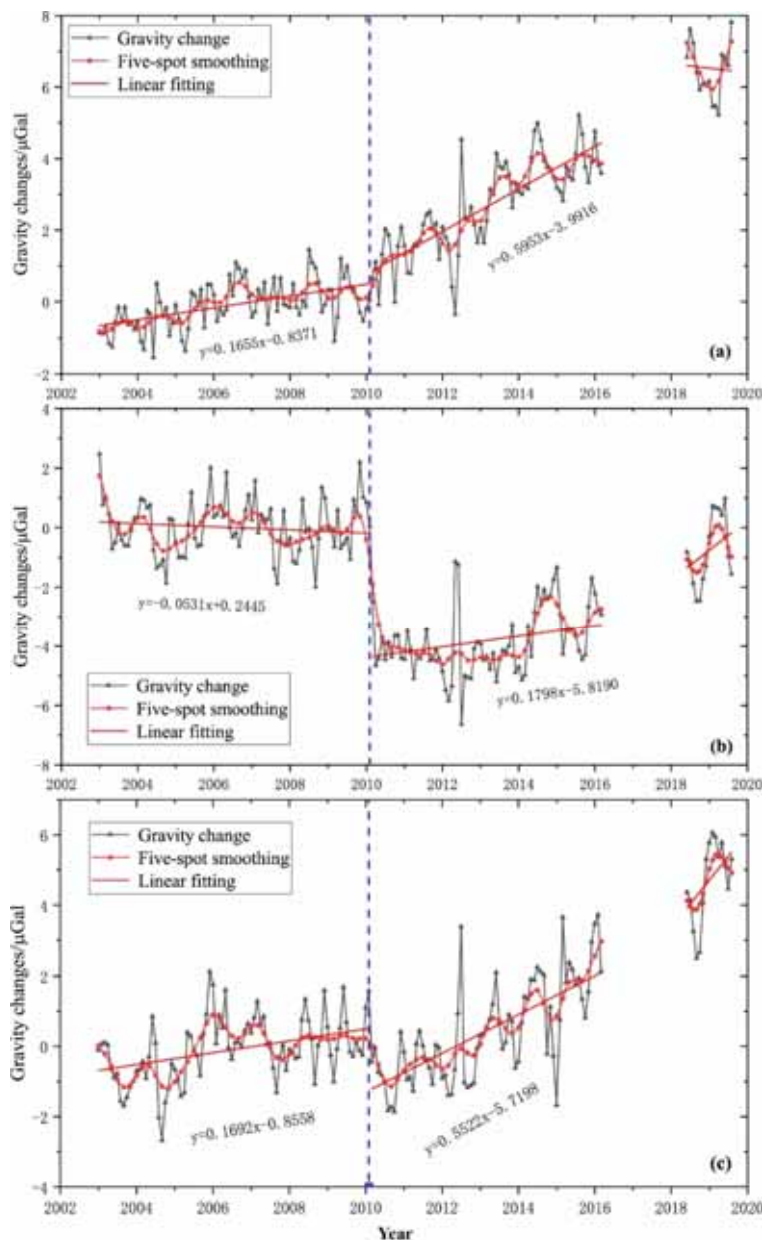 8
6
4
2
0
-2
Gravity changes/μGal
Gravity change
Five-spot smoothing
Linear fitting
y=0.1655x-0.8371
y=0.5953x-3.9916
(a)
2002 2004 2006 2008 2010 2012 2014 2016 2018 2020
4
2
0
-2
-4
-6
-8
Gravity changes/μGal
y=-0.0531x+0.2445
Gravity change
Five-spot smoothing
Linear fitting
y=0.1798x-5.8190
(b)
2002 2004 2006 2008 2010 2012 2014 2016 2018 2020
6
4
2
0
-2
-4
Gravity changes/μGal
Gravity change
Five-spot smoothing
Linear fitting
y=0.1692x-0.8558
y=0.5522x-5.7198
(c)
2002 2004 2006 2008 2010 2012 2014 2016 2018 2020
Year